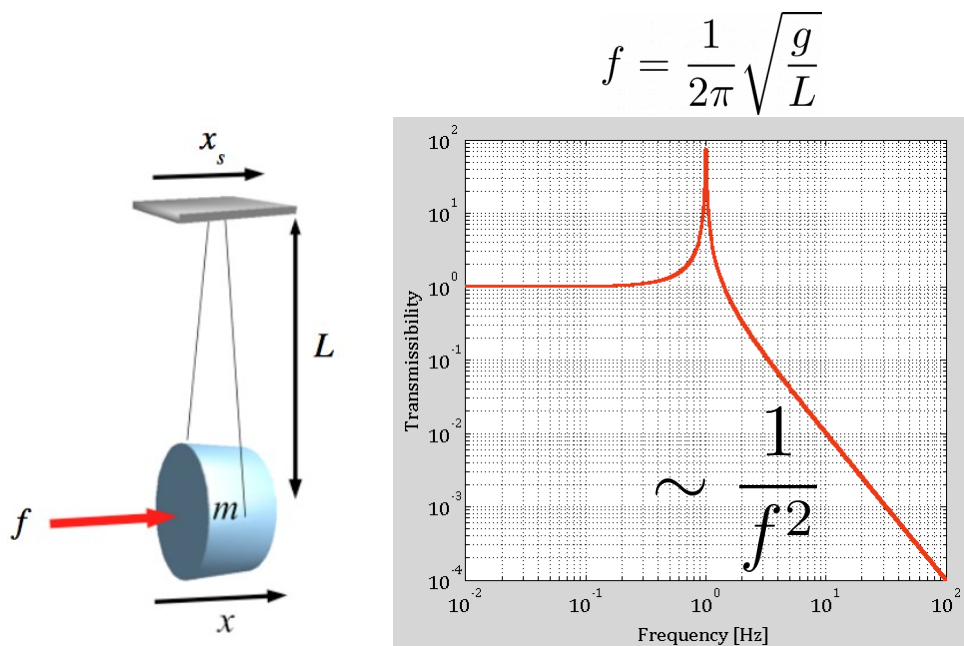 f = 1/2π √g/L
x_s
L
f
m
x
10^2
10^1
10^0
10^-1
10^-2
10^-3
10^-4
Transmissibility
~ 1/f^2
10^-2 10^-1 10^0 10^1 10^2
Frequency [Hz]